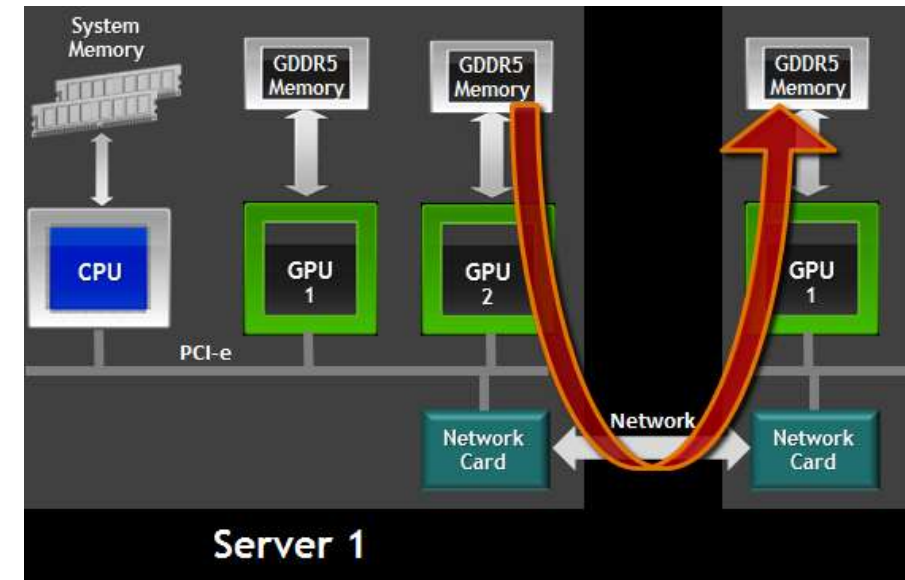 System
Memory
GDDR5
Memory
GDDR5
Memory
GDDR5
Memory
CPU
GPU
1
GPU
2
GPU
1
PCI-e
Network
Network
Card
Network
Card
Server 1